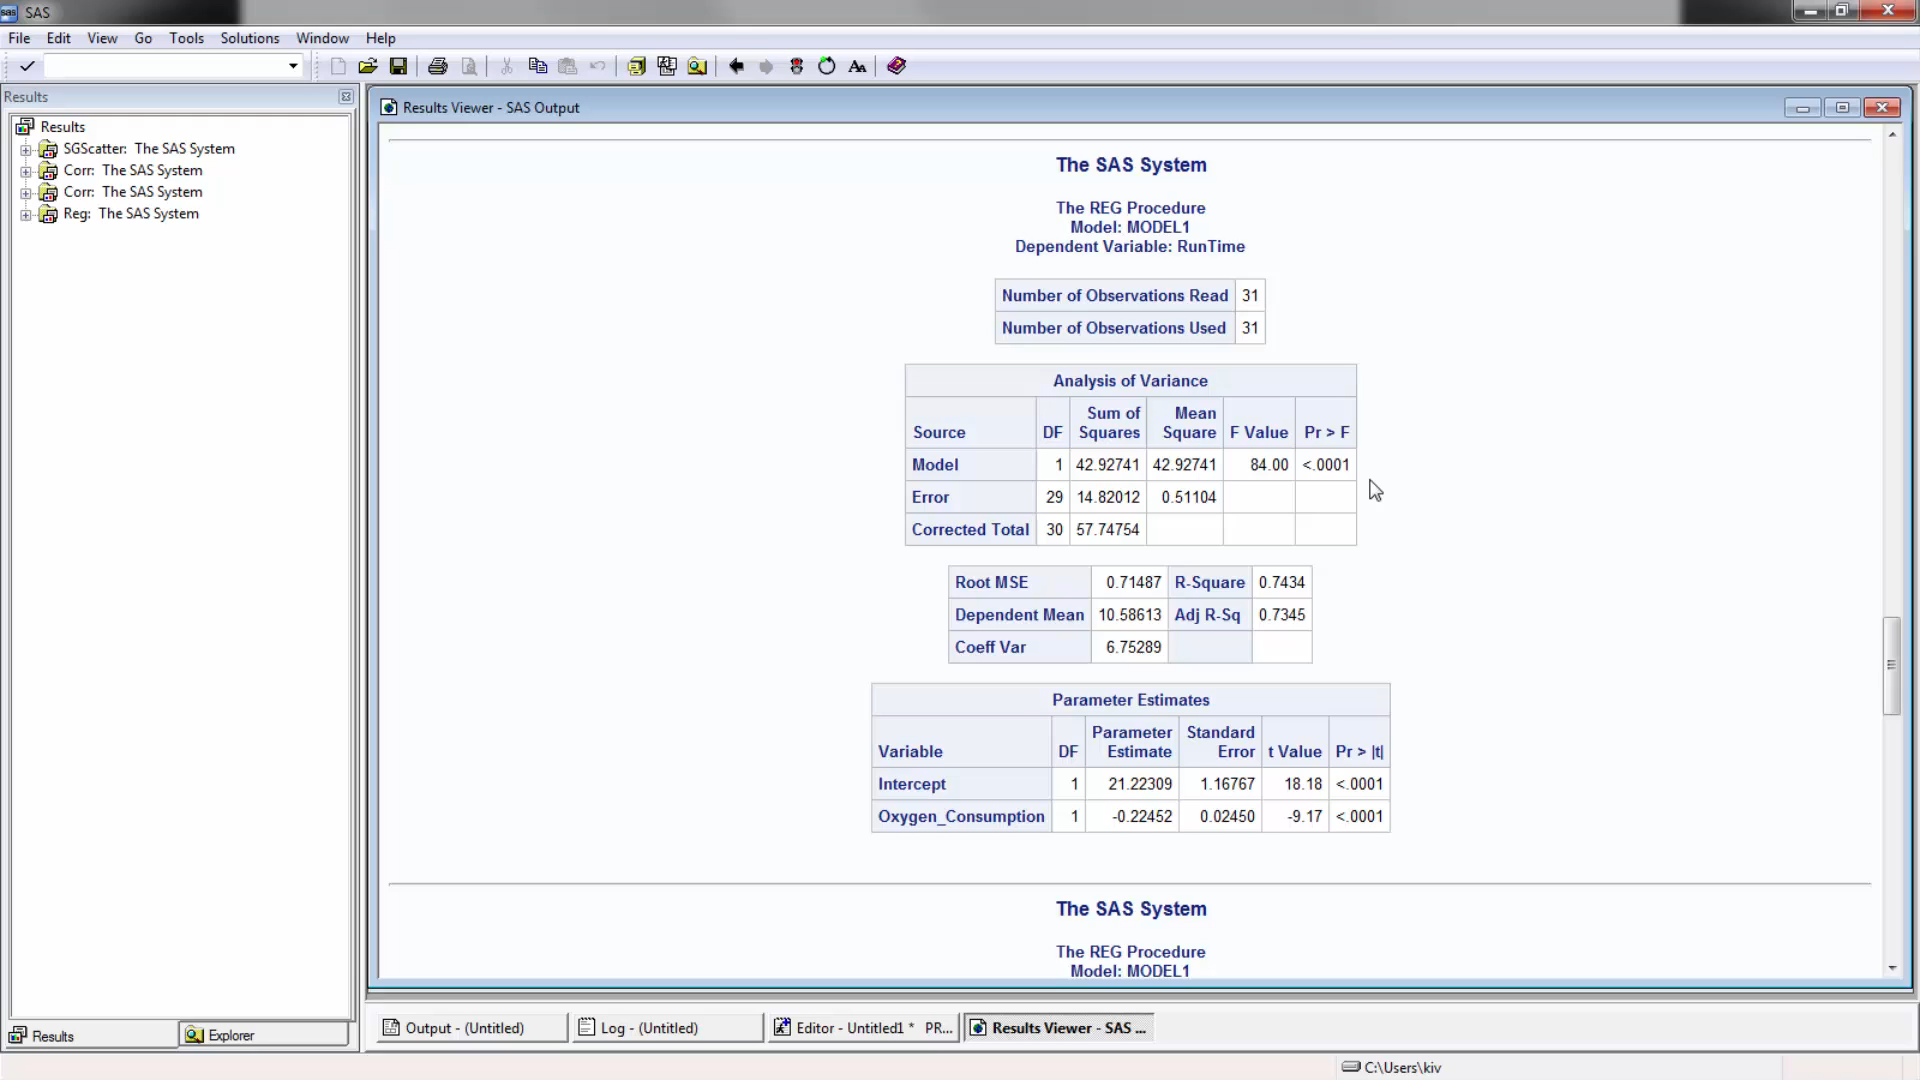 SAS
File Edit View Go Tools Solutions Window Help
Results
Results
SGScatter: The SAS System
Corr: The SAS System
Corr: The SAS System
Reg: The SAS System
Results Explorer
Results Viewer - SAS Output
The SAS System
The REG Procedure
Model: MODEL1
Dependent Variable: RunTime
Number of Observations Read 31
Number of Observations Used 31
Analysis of Variance
Source DF Sum of Squares Mean Square F Value Pr > F
Model 1 42.92741 42.92741 84.00 <.0001
Error 29 14.82012 0.51104
Corrected Total 30 57.74754
Root MSE 0.71487 R-Square 0.7434
Dependent Mean 10.58613 Adj R-Sq 0.7345
Coeff Var 6.75289
Parameter Estimates
Variable DF Parameter Estimate Standard Error t Value Pr > |t|
Intercept 1 21.22309 1.16767 18.18 <.0001
Oxygen_Consumption 1 -0.22452 0.02450 -9.17 <.0001
The SAS System
The REG Procedure
Model: MODEL1
Output - (Untitled) Log - (Untitled) Editor - Untitled1 * PR... Results Viewer - SAS ...
C:\Users\kiv